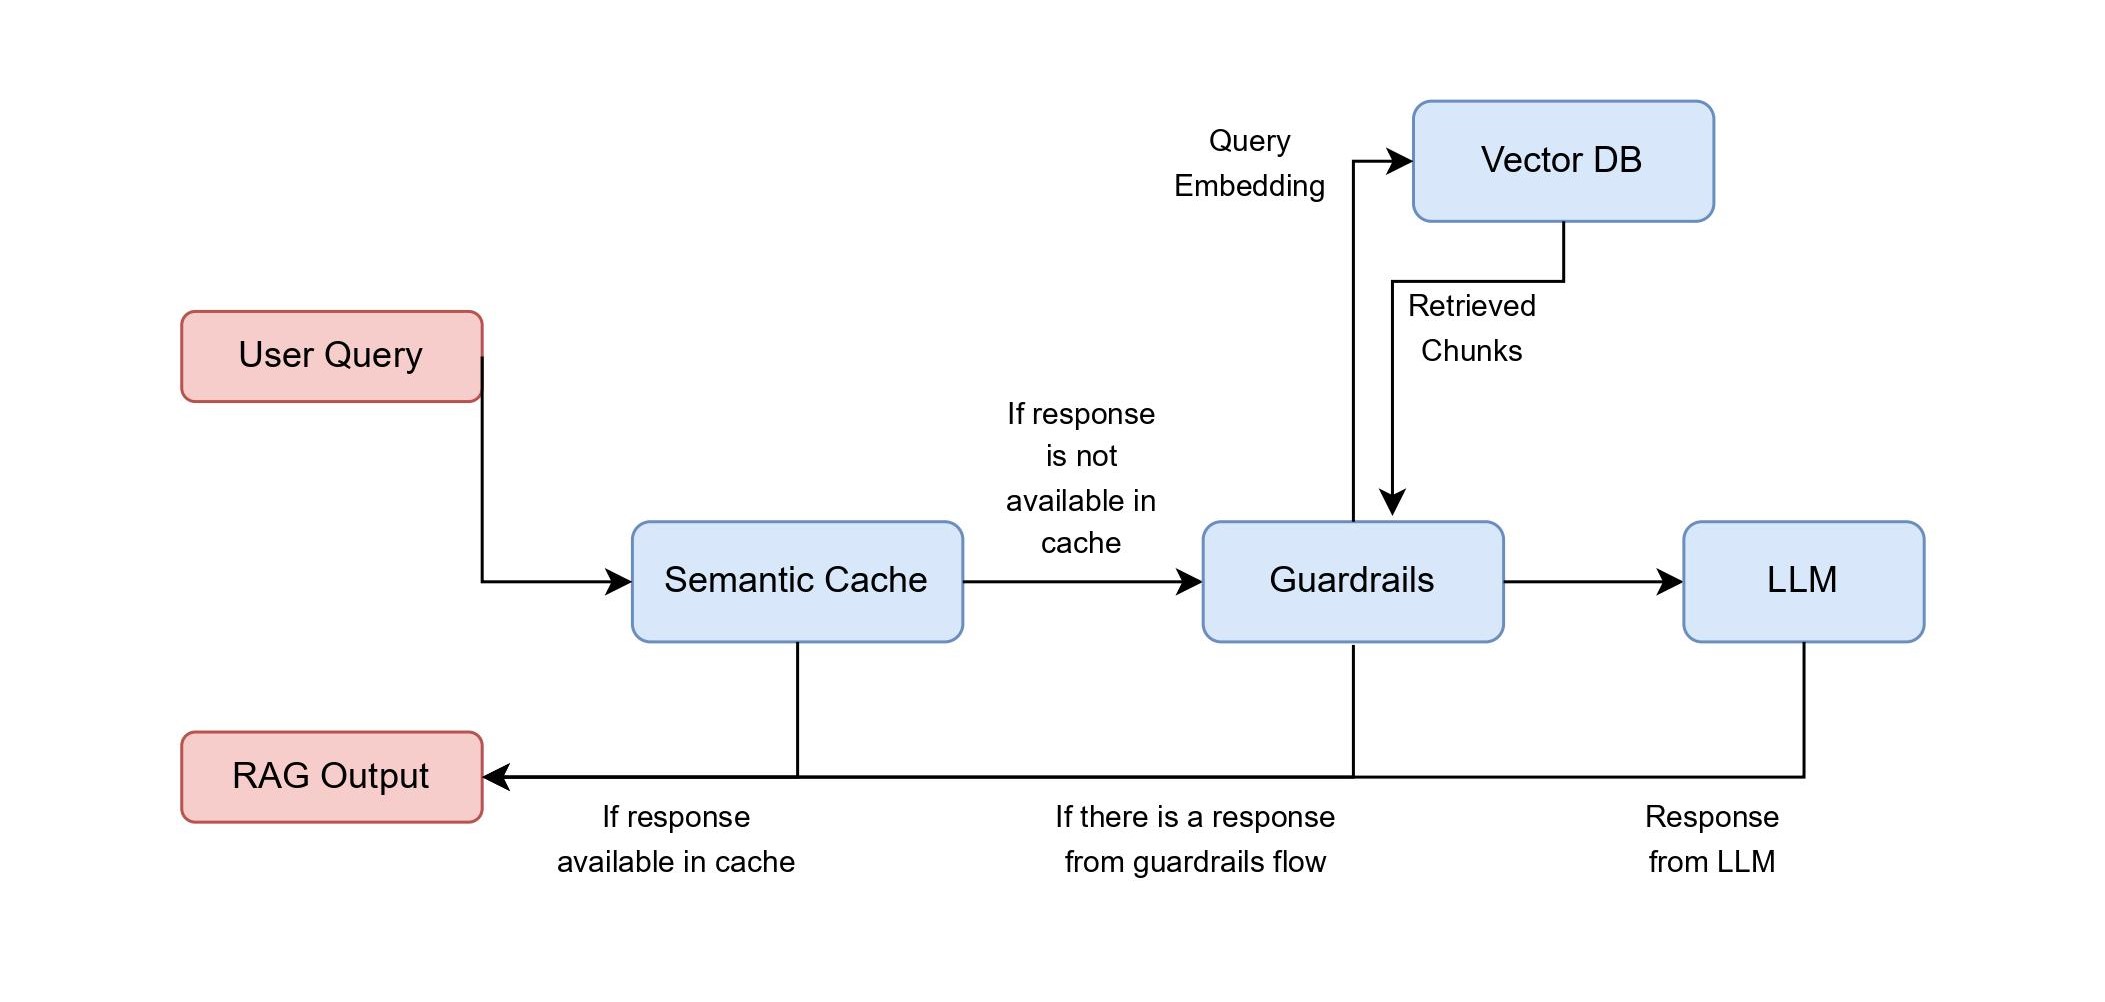 Query
Embedding
Vector DB
Retrieved
Chunks
User Query
If response
is not
available in
cache
Semantic Cache
Guardrails
LLM
RAG Output
If response
available in cache
If there is a response
from guardrails flow
Response
from LLM